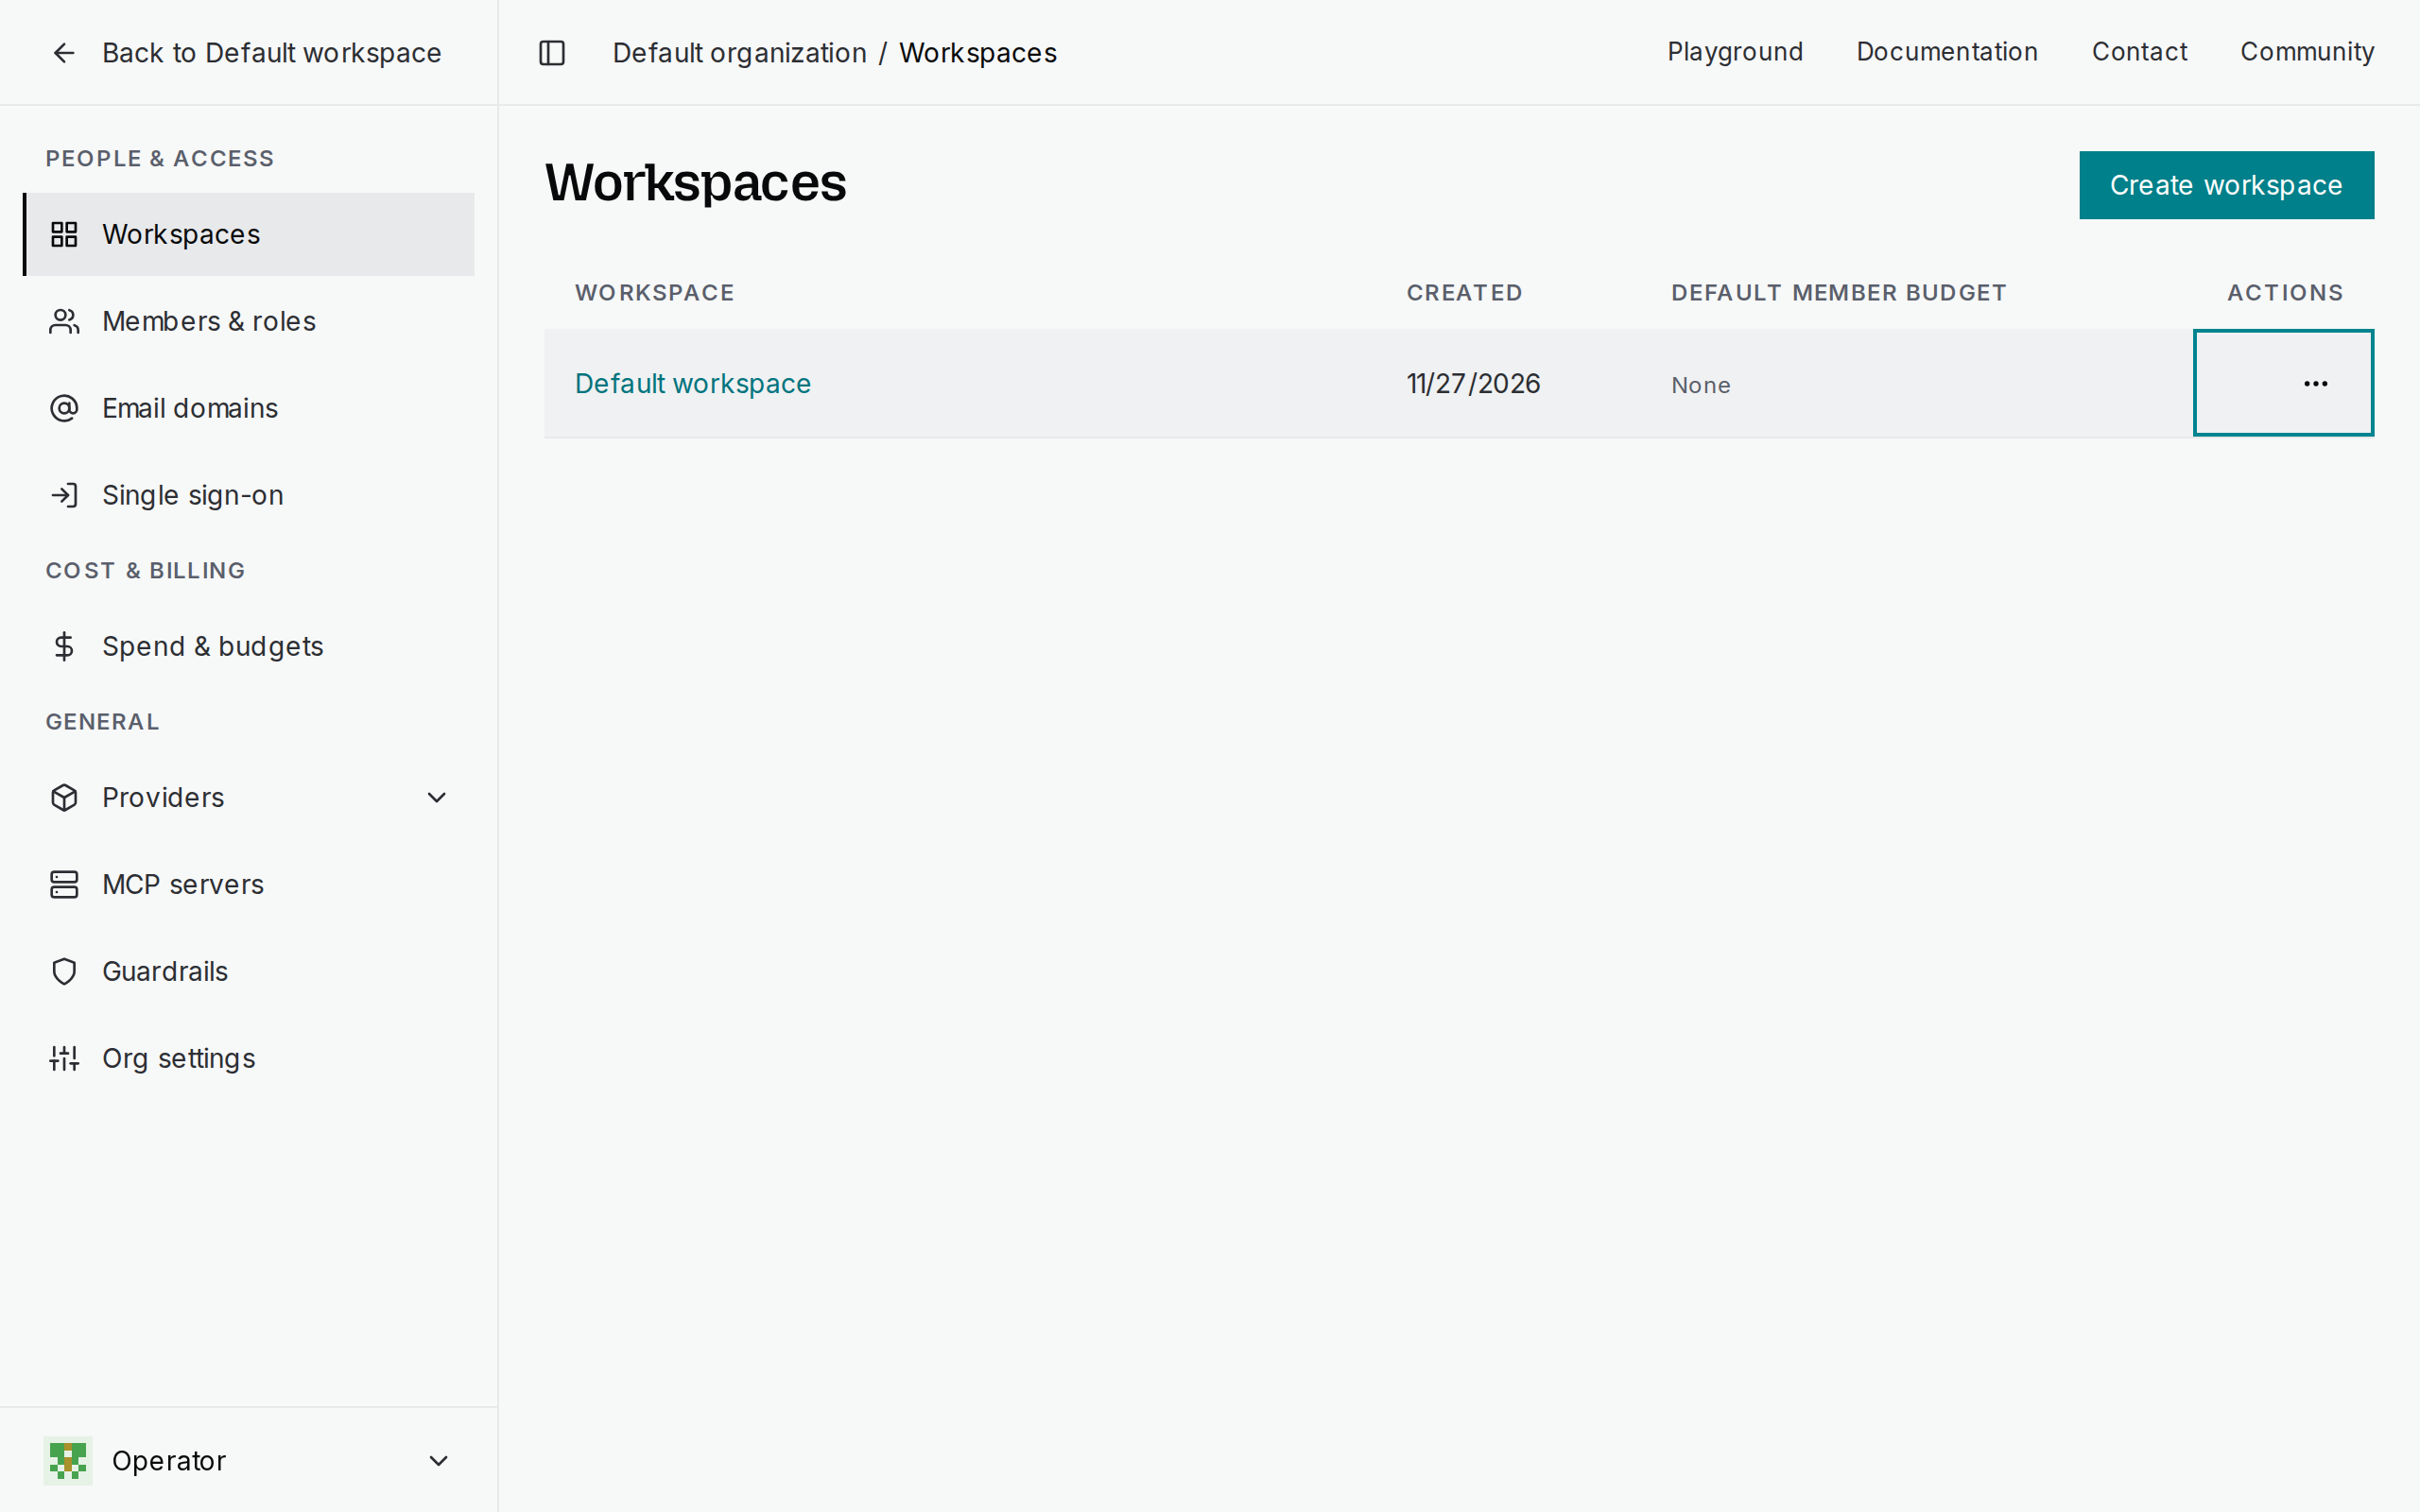 Back to Default workspace
Default organization / Workspaces
Playground
Documentation
Contact
Community
PEOPLE & ACCESS
Workspaces
Members & roles
Email domains
Single sign-on
COST & BILLING
Spend & budgets
GENERAL
Providers
MCP servers
Guardrails
Org settings
Operator
Workspaces
Create workspace
WORKSPACE CREATED DEFAULT MEMBER BUDGET ACTIONS
Default workspace 11/27/2026 None